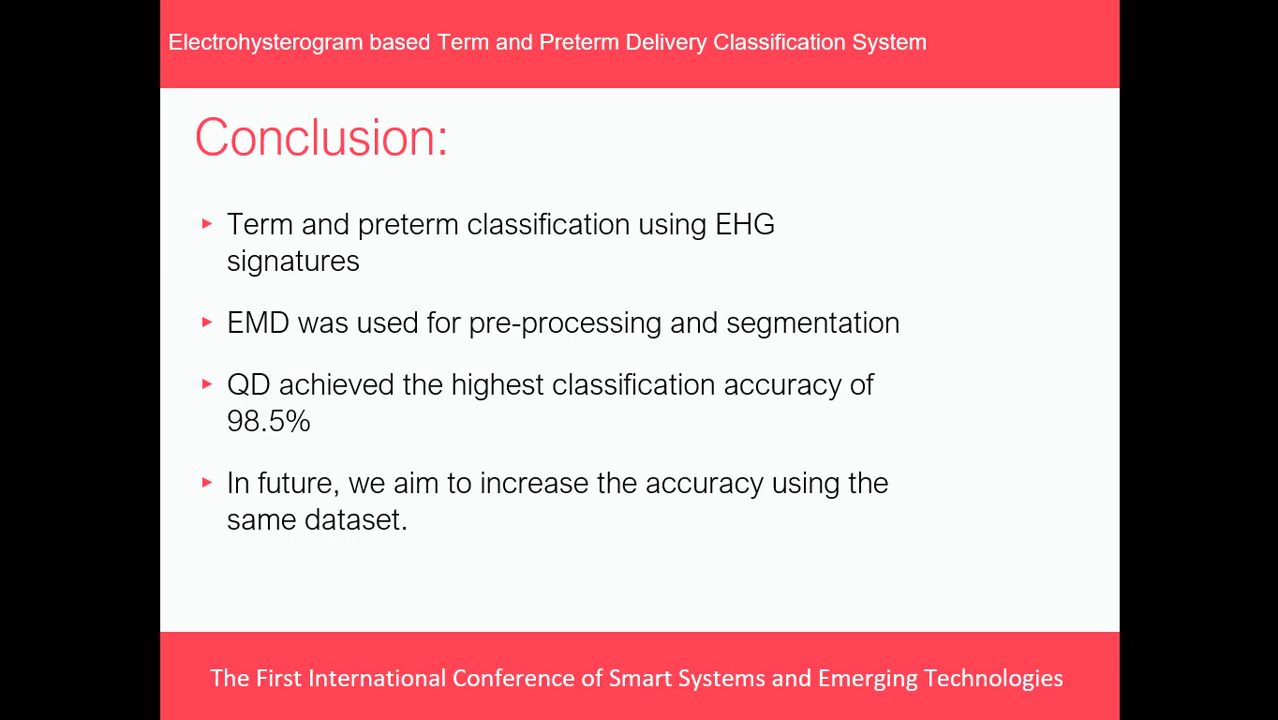 Electrohysterogram based Term and Preterm Delivery Classification System
Conclusion:
▸ Term and preterm classification using EHG
signatures
▸ EMD was used for pre-processing and segmentation
▸ QD achieved the highest classification accuracy of
98.5%
▸ In future, we aim to increase the accuracy using the
same dataset.
The First International Conference of Smart Systems and Emerging Technologies